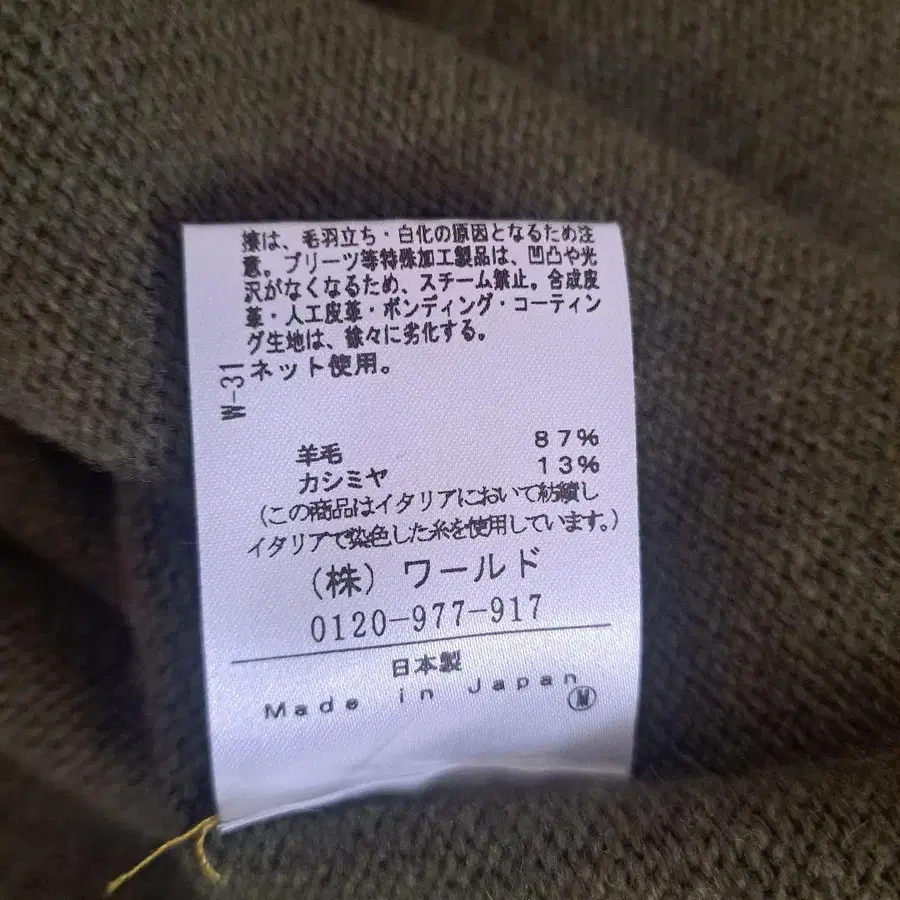 擦は、毛羽立ち・白化の原因となるため注
意。プリーツ等特殊加工製品は、凹凸や光
沢がなくなるため、スチーム禁止。合成皮
革・人工皮革・ボンディング・コーティン
グ生地は、徐々に劣化する。
ネット使用。
W-31
羊毛 87%
カシミヤ 13%
(この商品はイタリアにおいて紡績し
イタリアで染色した糸を使用しています。)
(株) ワールド
0120-977-917
日本製
Made in Japan
M